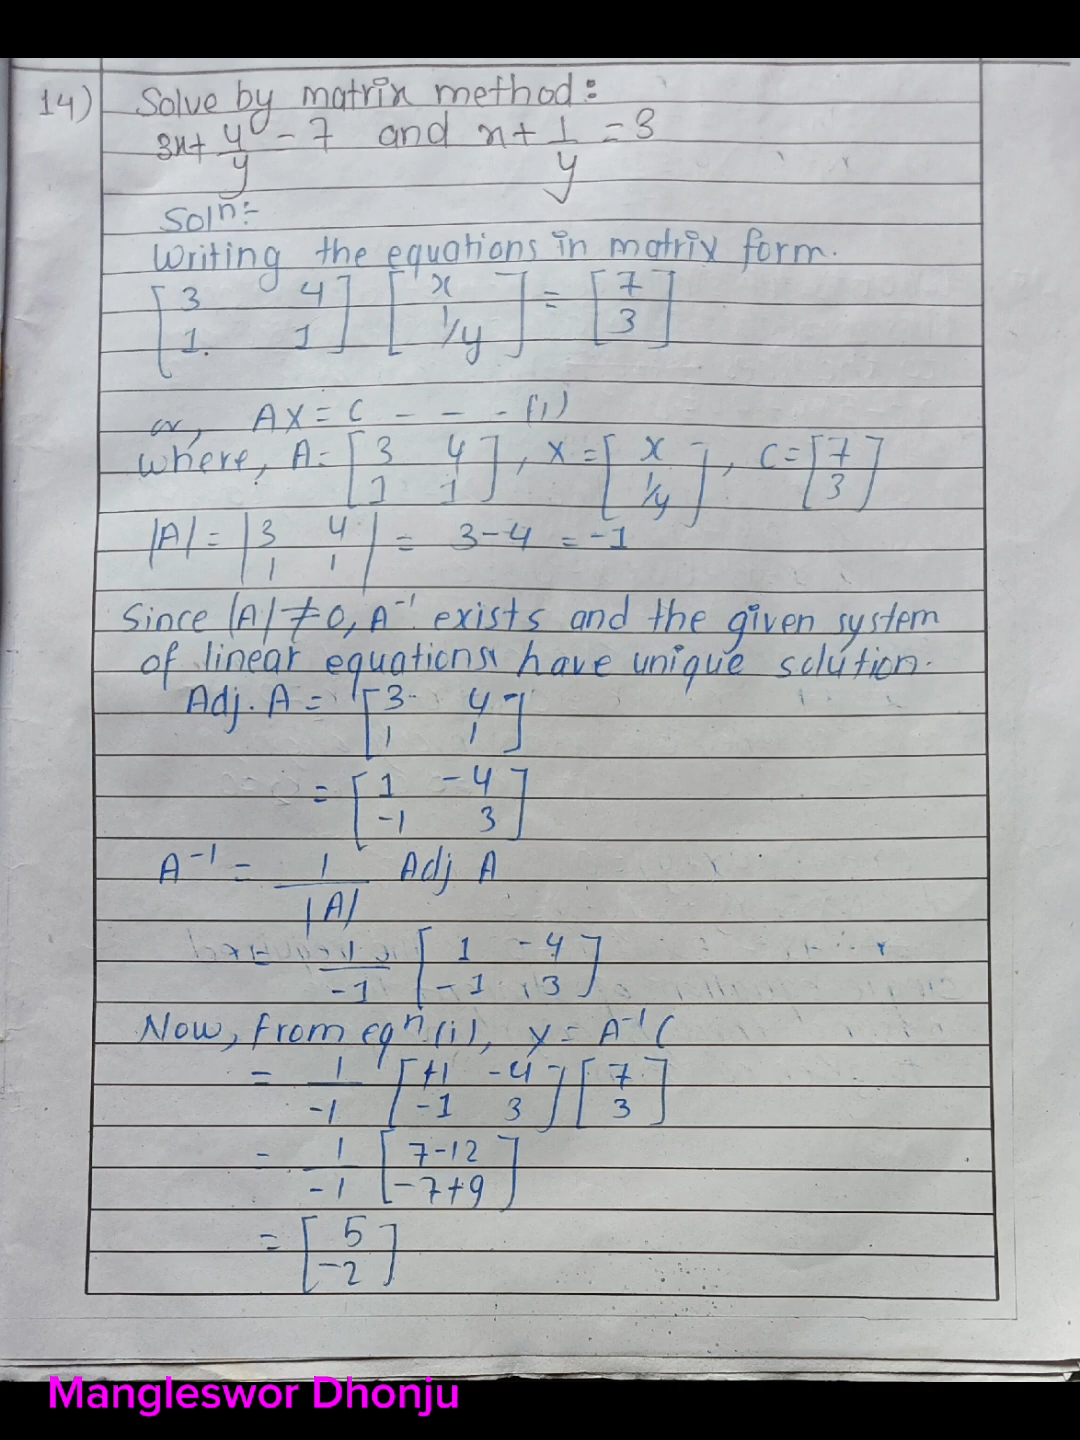 14) Solve by matrix method:
3x + 4/y = 7 and x + 1/y = 3
Solⁿ:-
Writing the equations in matrix form.
[3 4] [x] = [7]
[1. 1] [1/y] [3]
or, AX = C - - - (i)
where, A = [3 4], X = [x], C = [7]
[1 1] [1/y] [3]
|A| = |3 4| = 3-4 = -1
|1 1|
Since |A| ≠ 0, A⁻¹ exists and the given system
of linear equations have unique solution.
Adj. A = [3 4]
[1 1]
= [1 -4]
[-1 3]
A⁻¹ = 1/|A| Adj A
1/-1 [1 -4]
[-1 3]
Now, from eqⁿ (i), y = A⁻¹C
= 1/-1 [+1 -4] [7]
[-1 3] [3]
= 1/-1 [7-12]
[-7+9]
= [5]
[-2]
Mangleswor Dhonju